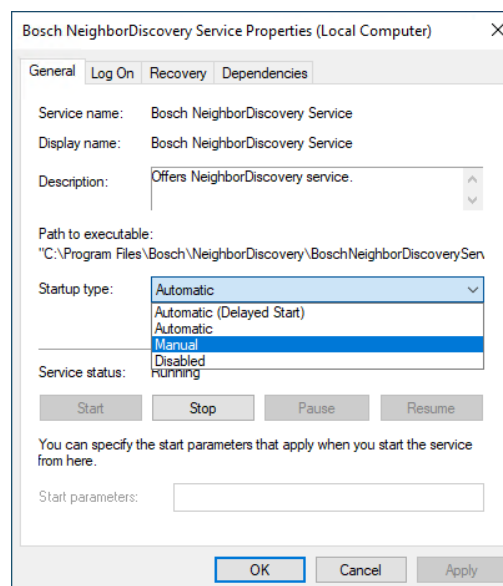 Bosch NeighborDiscovery Service Properties (Local Computer)
General Log On Recovery Dependencies
Service name: Bosch NeighborDiscovery Service
Display name: Bosch NeighborDiscovery Service
Description: Offers NeighborDiscovery service.
Path to executable:
"C:\Program Files\Bosch\NeighborDiscovery\BoschNeighborDiscoveryServ
Startup type: Automatic
Automatic (Delayed Start)
Automatic
Manual
Disabled
Service status: Running
Start Stop Pause Resume
You can specify the start parameters that apply when you start the service
from here.
Start parameters:
OK Cancel Apply